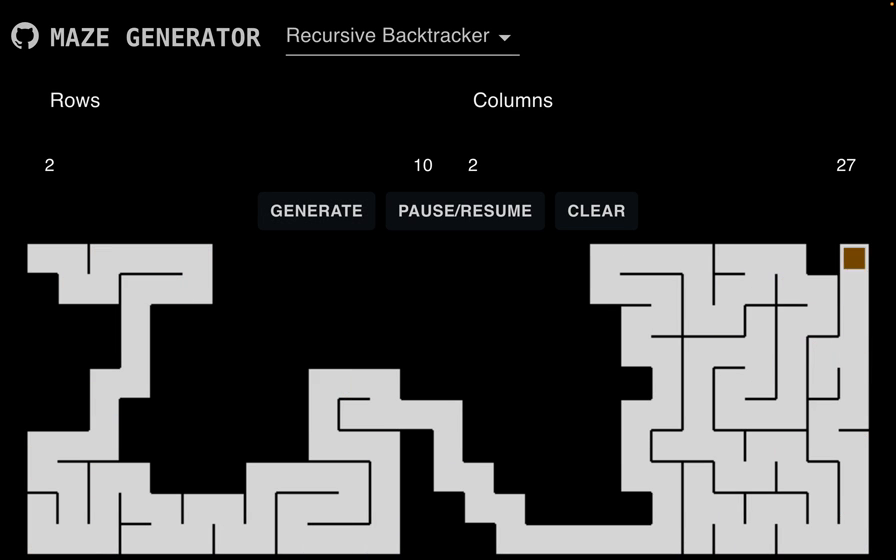 MAZE GENERATOR Recursive Backtracker
Rows Columns
2 10 2 27
GENERATE PAUSE/RESUME CLEAR